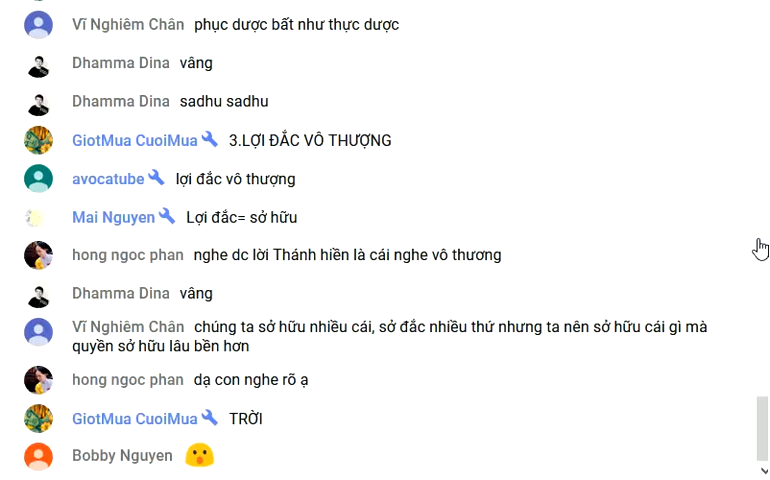 Vĩ Nghiêm Chân phục dược bất như thực dược
Dhamma Dina vâng
Dhamma Dina sadhu sadhu
GiotMua CuoiMua 3.LỢI ĐẮC VÔ THƯỢNG
avocatube lợi đắc vô thượng
Mai Nguyen Lợi đắc= sở hữu
hong ngoc phan nghe dc lời Thánh hiền là cái nghe vô thương
Dhamma Dina vâng
Vĩ Nghiêm Chân chúng ta sở hữu nhiều cái, sở đắc nhiều thứ nhưng ta nên sở hữu cái gì mà
quyền sở hữu lâu bền hơn
hong ngoc phan dạ con nghe rõ ạ
GiotMua CuoiMua TRỜI
Bobby Nguyen